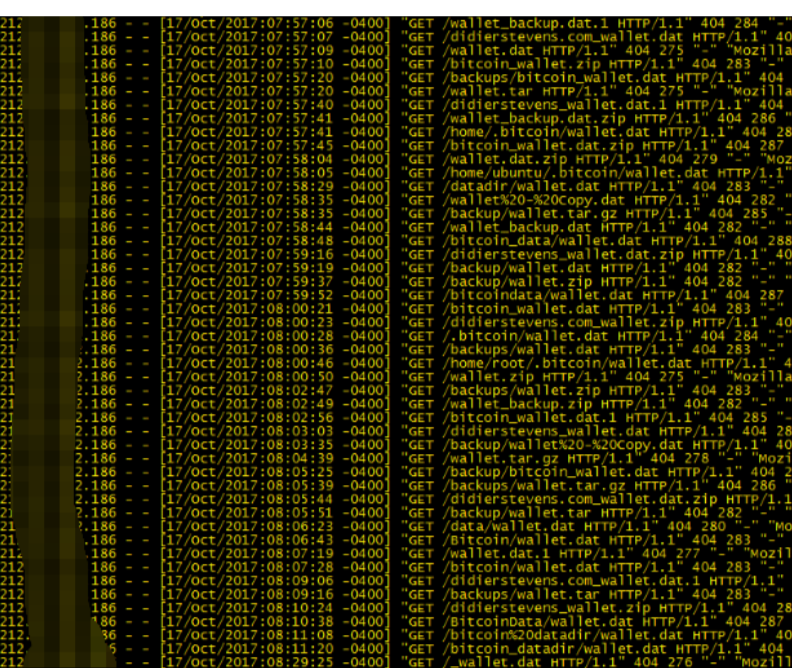 212 .186 - - [17/Oct/2017:07:57:06 -0400] "GET /wallet_backup.dat.1 HTTP/1.1" 404 284 "-"
212 .186 - - [17/Oct/2017:07:57:07 -0400] "GET /didierstevens.com_wallet.dat HTTP/1.1" 40
212 .186 - - [17/Oct/2017:07:57:09 -0400] "GET /wallet.dat HTTP/1.1" 404 275 "-" "Mozilla
212 .186 - - [17/Oct/2017:07:57:10 -0400] "GET /bitcoin_wallet.zip HTTP/1.1" 404 283 "-"
212 .186 - - [17/Oct/2017:07:57:20 -0400] "GET /backups/bitcoin_wallet.dat HTTP/1.1" 404
212 .186 - - [17/Oct/2017:07:57:20 -0400] "GET /wallet.tar HTTP/1.1" 404 275 "-" "Mozilla
212 .186 - - [17/Oct/2017:07:57:40 -0400] "GET /didierstevens_wallet.dat.1 HTTP/1.1" 404
212 .186 - - [17/Oct/2017:07:57:41 -0400] "GET /wallet_backup.dat.zip HTTP/1.1" 404 286 "
212 186 - - [17/Oct/2017:07:57:41 -0400] "GET /home/.bitcoin/wallet.dat HTTP/1.1" 404 28
212 186 - - [17/Oct/2017:07:57:45 -0400] "GET /bitcoin_wallet.dat.zip HTTP/1.1" 404 287
212 186 - - [17/Oct/2017:07:58:04 -0400] "GET /wallet.dat.zip HTTP/1.1" 404 279 "-" "Moz
212 186 - - [17/Oct/2017:07:58:05 -0400] "GET /home/ubuntu/.bitcoin/wallet.dat HTTP/1.1"
212 186 - - [17/Oct/2017:07:58:29 -0400] "GET /datadir/wallet.dat HTTP/1.1" 404 283 "-"
212 186 - - [17/Oct/2017:07:58:35 -0400] "GET /wallet%20-%20Copy.dat HTTP/1.1" 404 282 "-
212 186 - - [17/Oct/2017:07:58:35 -0400] "GET /backup/wallet.tar.gz HTTP/1.1" 404 285 "-
212 .186 - - [17/Oct/2017:07:58:44 -0400] "GET /wallet_backup.dat HTTP/1.1" 404 282 "-"
212 .186 - - [17/Oct/2017:07:58:48 -0400] "GET /bitcoin_data/wallet.dat HTTP/1.1" 404 288
212 .186 - - [17/Oct/2017:07:59:16 -0400] "GET /didierstevens_wallet.dat.zip HTTP/1.1" 40
212 .186 - - [17/Oct/2017:07:59:19 -0400] "GET /backup/wallet.dat HTTP/1.1" 404 282 "-"
212 .186 - - [17/Oct/2017:07:59:37 -0400] "GET /backup/wallet.zip HTTP/1.1" 404 282 "-"
212 .186 - - [17/Oct/2017:07:59:52 -0400] "GET /bitcoindata/wallet.dat HTTP/1.1" 404 287
212 .186 - - [17/Oct/2017:08:00:21 -0400] "GET /bitcoin_wallet.dat HTTP/1.1" 404 283 "-"
212 .186 - - [17/Oct/2017:08:00:23 -0400] "GET /didierstevens.com_wallet.zip HTTP/1.1" 40
212 .186 - - [17/Oct/2017:08:00:28 -0400] "GET /.bitcoin/wallet.dat HTTP/1.1" 404 284 "-"
21 .186 - - [17/Oct/2017:08:00:36 -0400] "GET /backups/wallet.dat HTTP/1.1" 404 283 "-"
21 2.186 - - [17/Oct/2017:08:00:46 -0400] "GET /home/root/.bitcoin/wallet.dat HTTP/1.1" 4
21 2.186 - - [17/Oct/2017:08:00:50 -0400] "GET /wallet.zip HTTP/1.1" 404 275 "-" "Mozilla
21 2.186 - - [17/Oct/2017:08:02:47 -0400] "GET /backups/wallet.zip HTTP/1.1" 404 283 "-"
21 2.186 - - [17/Oct/2017:08:02:49 -0400] "GET /wallet_backup.zip HTTP/1.1" 404 282 "-"
21 2.186 - - [17/Oct/2017:08:02:56 -0400] "GET /bitcoin_wallet.dat.1 HTTP/1.1" 404 285 "-
21 2.186 - - [17/Oct/2017:08:03:03 -0400] "GET /didierstevens_wallet.dat HTTP/1.1" 404 28
2 2.186 - - [17/Oct/2017:08:03:35 -0400] "GET /backup/wallet%20-%20Copy.dat HTTP/1.1" 40
2 2.186 - - [17/Oct/2017:08:04:39 -0400] "GET /wallet.tar.gz HTTP/1.1" 404 278 "-" "Mozil
2 2.186 - - [17/Oct/2017:08:05:25 -0400] "GET /backup/bitcoin_wallet.dat HTTP/1.1" 404 2
2 2.186 - - [17/Oct/2017:08:05:39 -0400] "GET /backups/wallet.tar.gz HTTP/1.1" 404 286 "
2 2.186 - - [17/Oct/2017:08:05:44 -0400] "GET /didierstevens.com_wallet.dat.zip HTTP/1.1
2 2.186 - - [17/Oct/2017:08:05:51 -0400] "GET /backup/wallet.tar HTTP/1.1" 404 282 "-"
21 2.186 - - [17/Oct/2017:08:06:23 -0400] "GET /data/wallet.dat HTTP/1.1" 404 280 "-" "Mo
21 2.186 - - [17/Oct/2017:08:06:43 -0400] "GET /Bitcoin/wallet.dat HTTP/1.1" 404 283 "-"
21 .186 - - [17/Oct/2017:08:07:19 -0400] "GET /wallet.dat.1 HTTP/1.1" 404 277 "-" "Mozil
21 .186 - - [17/Oct/2017:08:07:28 -0400] "GET /bitcoin/wallet.dat HTTP/1.1" 404 283 "-"
212 .186 - - [17/Oct/2017:08:09:06 -0400] "GET /didierstevens.com_wallet.dat.1 HTTP/1.1"
212 .186 - - [17/Oct/2017:08:09:16 -0400] "GET /backups/wallet.tar HTTP/1.1" 404 283 "-"
212 186 - - [17/Oct/2017:08:10:24 -0400] "GET /didierstevens_wallet.zip HTTP/1.1" 404 28
212 186 - - [17/Oct/2017:08:10:38 -0400] "GET /BitcoinData/wallet.dat HTTP/1.1" 404 287
212. 86 - - [17/Oct/2017:08:11:08 -0400] "GET /bitcoin%20datadir/wallet.dat HTTP/1.1" 40
212. 6 - - [17/Oct/2017:08:11:20 -0400] "GET /bitcoin_datadir/wallet.dat HTTP/1.1" 404
212. - - [17/Oct/2017:08:29:25 -0400] "GET /_wallet.dat HTTP/1.1" 404 276 "-" "Mozill